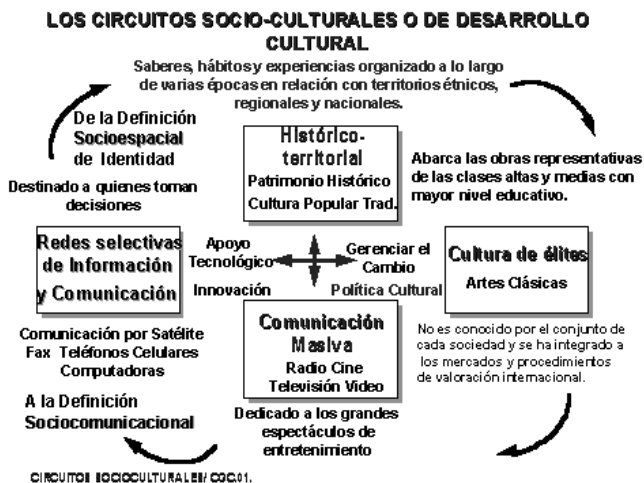 LOS CIRCUITOS SOCIO-CULTURALES O DE DESARROLLO
CULTURAL
Saberes, hábitos y experiencias organizado a lo largo
de varias épocas en relación con territorios étnicos,
regionales y nacionales.
De la Definición
Socioespacial
de Identidad
Destinado a quienes toman
decisiones
Histórico-
territorial
Patrimonio Histórico
Cultura Popular Trad.
Abarca las obras representativas
de las clases altas y medias con
mayor nivel educativo.
Redes selectivas
de Información
y Comunicación
Apoyo
Tecnológico
Innovación
Gerenciar el
Cambio
Política Cultural
Cultura de élites
Artes Clásicas
Comunicación por Satélite
Fax Teléfonos Celulares
Computadoras
Comunicación
Masiva
Radio Cine
Televisión Video
No es conocido por el conjunto de
cada sociedad y se ha integrado a
los mercados y procedimientos
de valoración internacional.
A la Definición
Sociocomunicacional
Dedicado a los grandes
espectáculos de
entretenimiento
CIRCUITOS SOCIOCULTURALES/ CGC.01.